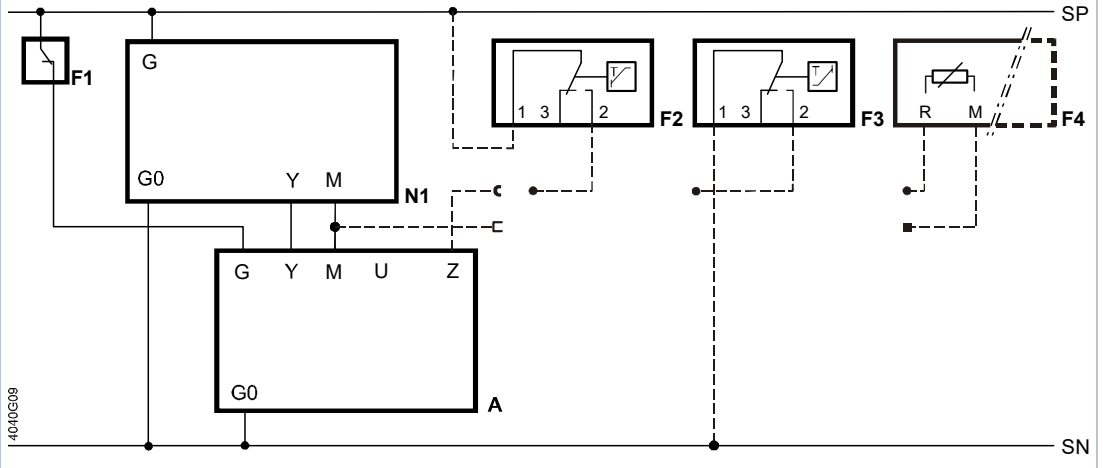 SP
F1
G
G0 Y M
N1
1 3 2
F2
1 3 2
F3
R M
F4
T
T
G Y M U Z
G0
A
4040G09
SN